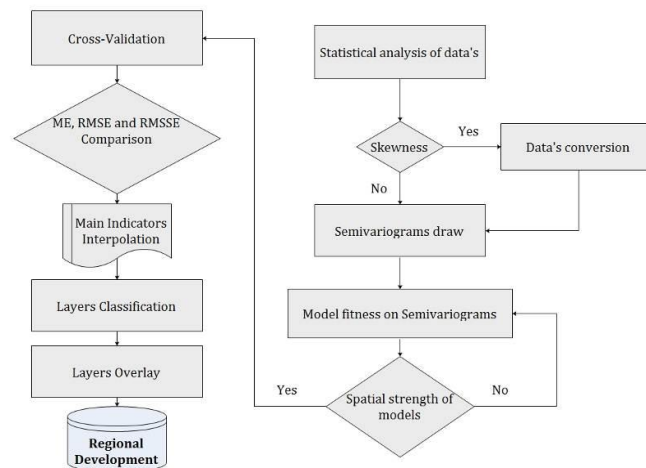 Cross-Validation
ME, RMSE and RMSSE
Comparison
Main Indicators
Interpolation
Layers Classification
Layers Overlay
Regional
Development
Statistical analysis of data's
Skewness
Yes
Data's conversion
No
Semivariograms draw
Model fitness on Semivariograms
Spatial strength of
models
Yes
No